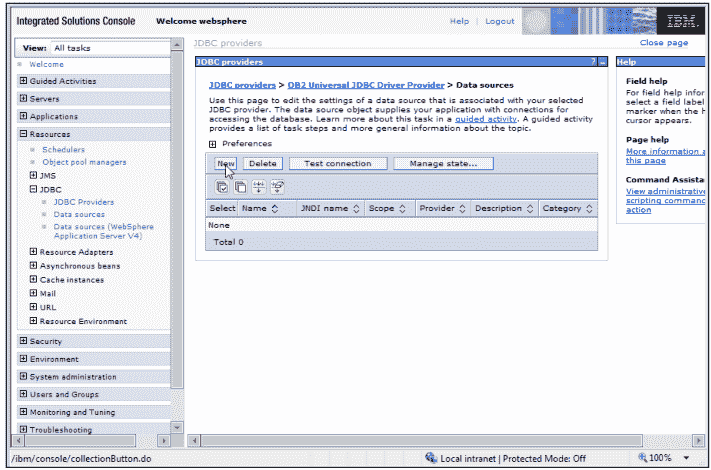 Integrated Solutions Console Welcome websphere Help | Logout IBM.
View: All tasks
Welcome
Guided Activities
Servers
Applications
Resources
Schedulers
Object pool managers
JMS
JDBC
JDBC Providers
Data sources
Data sources (WebSphere
Application Server V4)
Resource Adapters
Asynchronous beans
Cache instances
Mail
URL
Resource Environment
Security
Environment
System administration
Users and Groups
Monitoring and Tuning
Troubleshooting
JDBC providers Close page
JDBC providers ? -
JDBC providers > DB2 Universal JDBC Driver Provider > Data sources
Use this page to edit the settings of a data source that is associated with your selected
JDBC provider. The data source object supplies your application with connections for
accessing the database. Learn more about this task in a guided activity. A guided activity
provides a list of task steps and more general information about the topic.
Preferences
New Delete Test connection Manage state...
Select Name JNDI name Scope Provider Description Category
None
Total 0
Help
Field help
For field help infor
select a field label
marker when the h
cursor appears.
Page help
More information a
this page
Command Assista
View administrative
scripting command
action
/ibm/console/collectionButton.do Local intranet | Protected Mode: Off 100%